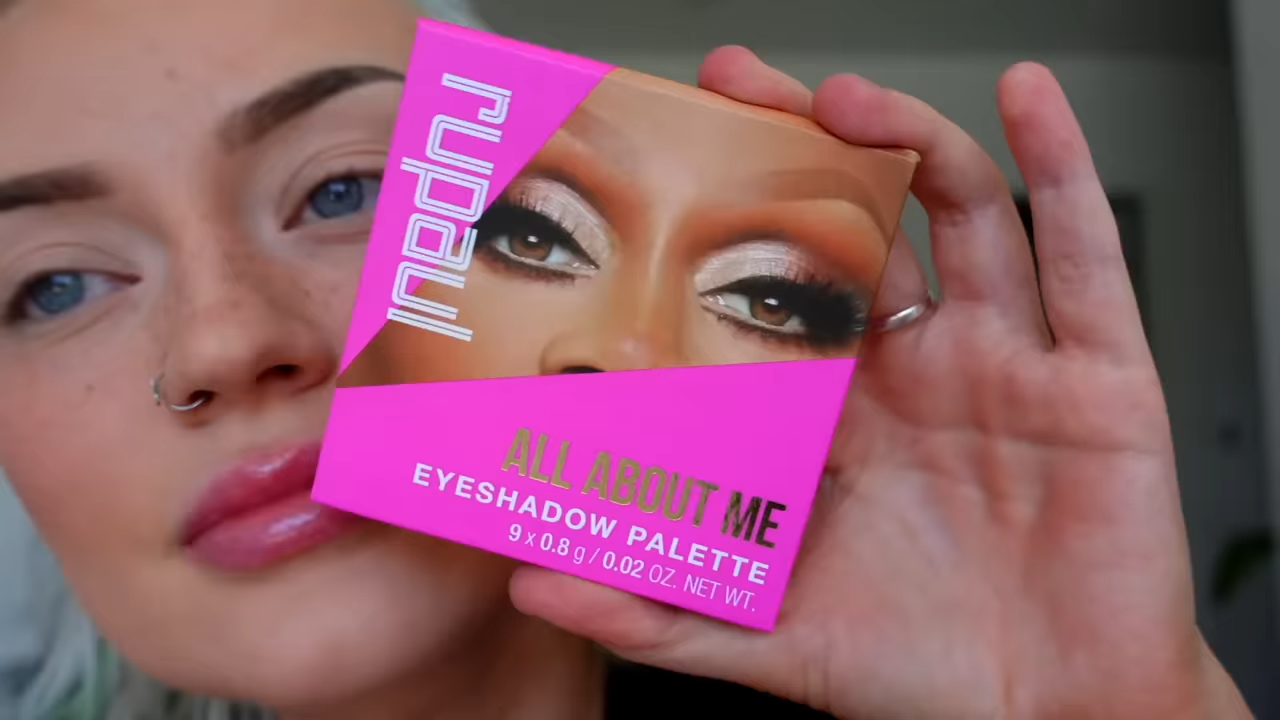 rupaul
ALL ABOUT ME
EYESHADOW PALETTE
9 x 0.8 g / 0.02 OZ. NET WT.